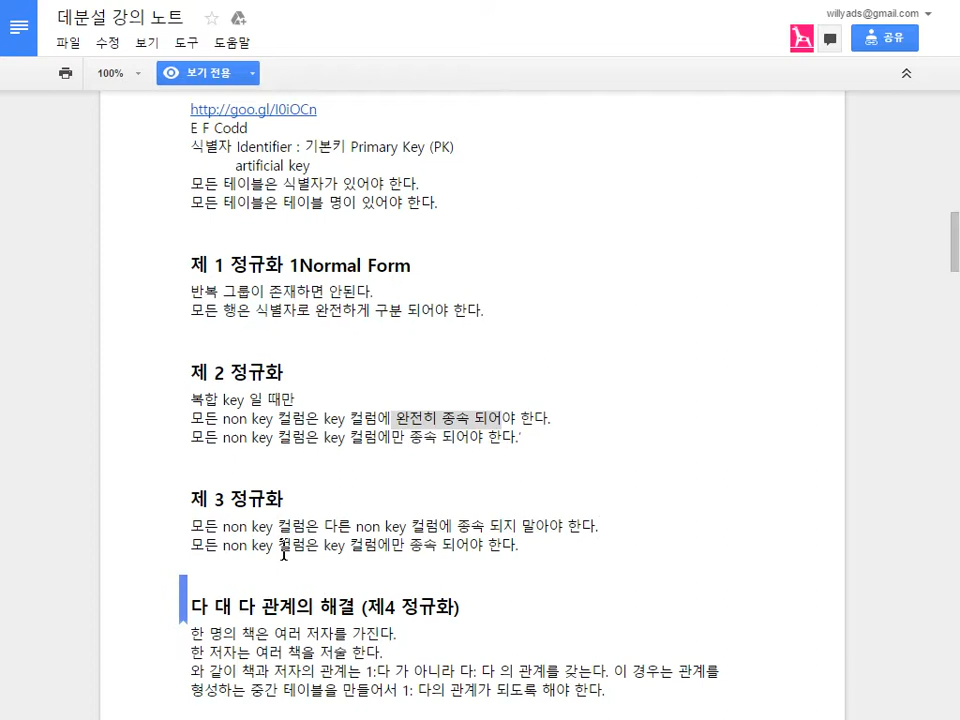 데분설 강의 노트
willyads@gmail.com
파일 수정 보기 도구 도움말
공유
100% 보기 전용
http://goo.gl/I0iOCn
E F Codd
식별자 Identifier : 기본키 Primary Key (PK)
artificial key
모든 테이블은 식별자가 있어야 한다.
모든 테이블은 테이블 명이 있어야 한다.
제 1 정규화 1Normal Form
반복 그룹이 존재하면 안된다.
모든 행은 식별자로 완전하게 구분 되어야 한다.
제 2 정규화
복합 key 일 때만
모든 non key 컬럼은 key 컬럼에 완전히 종속 되어야 한다.
모든 non key 컬럼은 key 컬럼에만 종속 되어야 한다.'
제 3 정규화
모든 non key 컬럼은 다른 non key 컬럼에 종속 되지 말아야 한다.
모든 non key 컬럼은 key 컬럼에만 종속 되어야 한다.
다 대 다 관계의 해결 (제4 정규화)
한 명의 책은 여러 저자를 가진다.
한 저자는 여러 책을 저술 한다.
와 같이 책과 저자의 관계는 1:다 가 아니라 다: 다 의 관계를 갖는다. 이 경우는 관계를
형성하는 중간 테이블을 만들어서 1: 다의 관계가 되도록 해야 한다.